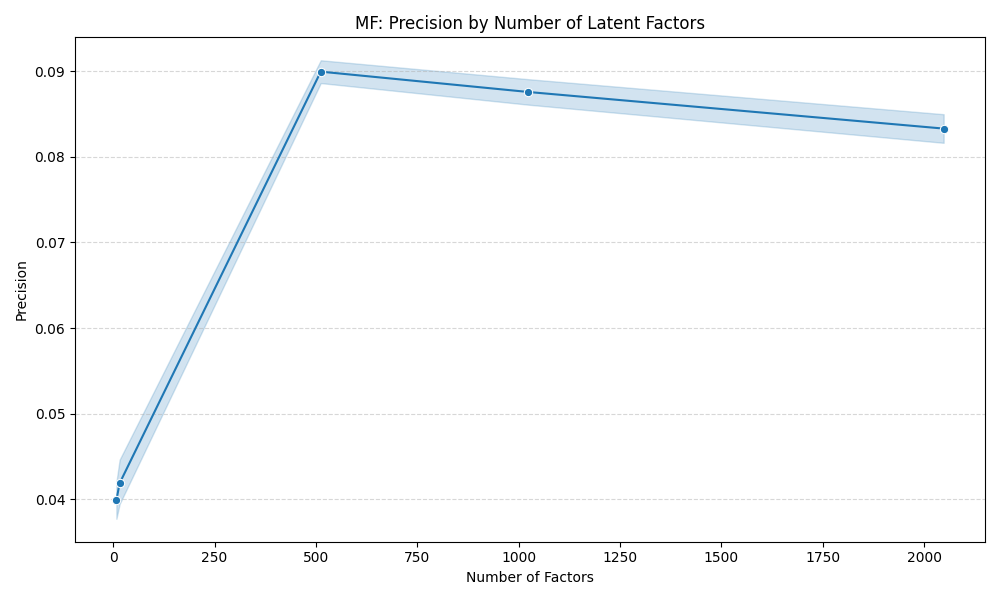 MF: Precision by Number of Latent Factors
0.09
0.08
0.07
0.06
0.05
0.04
Precision
0 250 500 750 1000 1250 1500 1750 2000
Number of Factors